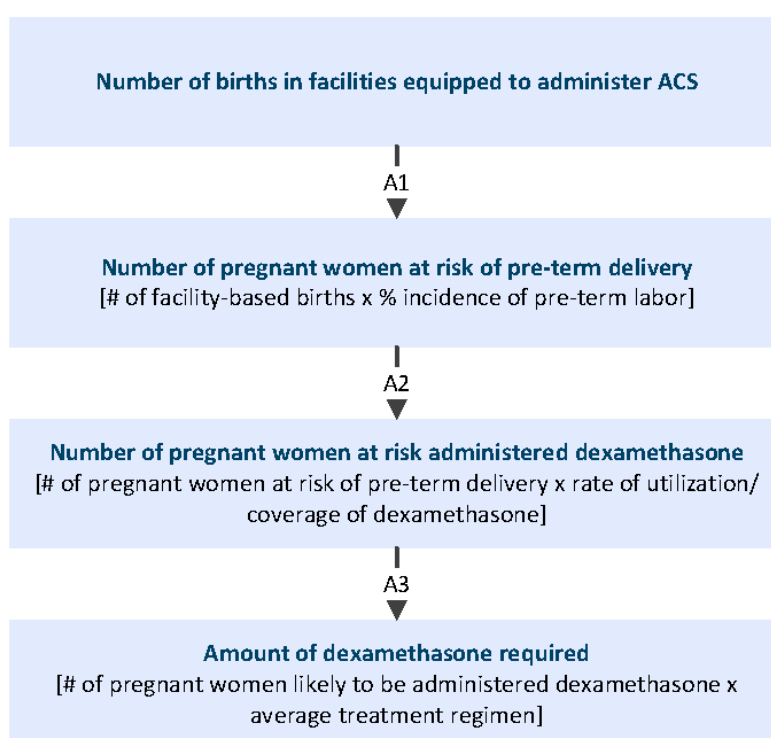 Number of births in facilities equipped to administer ACS
A1
Number of pregnant women at risk of pre-term delivery
[# of facility-based births x % incidence of pre-term labor]
A2
Number of pregnant women at risk administered dexamethasone
[# of pregnant women at risk of pre-term delivery x rate of utilization/
coverage of dexamethasone]
A3
Amount of dexamethasone required
[# of pregnant women likely to be administered dexamethasone x
average treatment regimen]